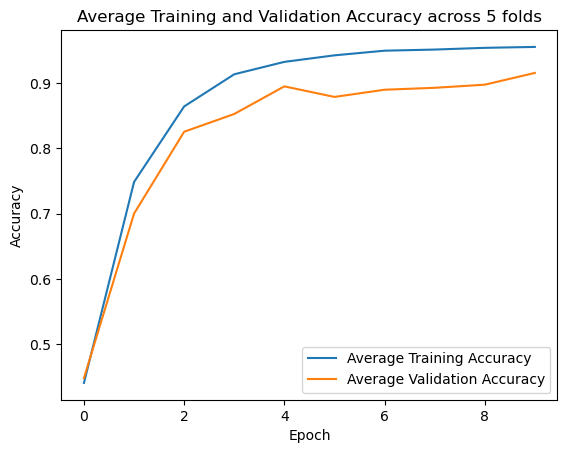 Average Training and Validation Accuracy across 5 folds
Accuracy
0.9
0.8
0.7
0.6
0.5
Average Training Accuracy
Average Validation Accuracy
0
2
4
6
8
Epoch